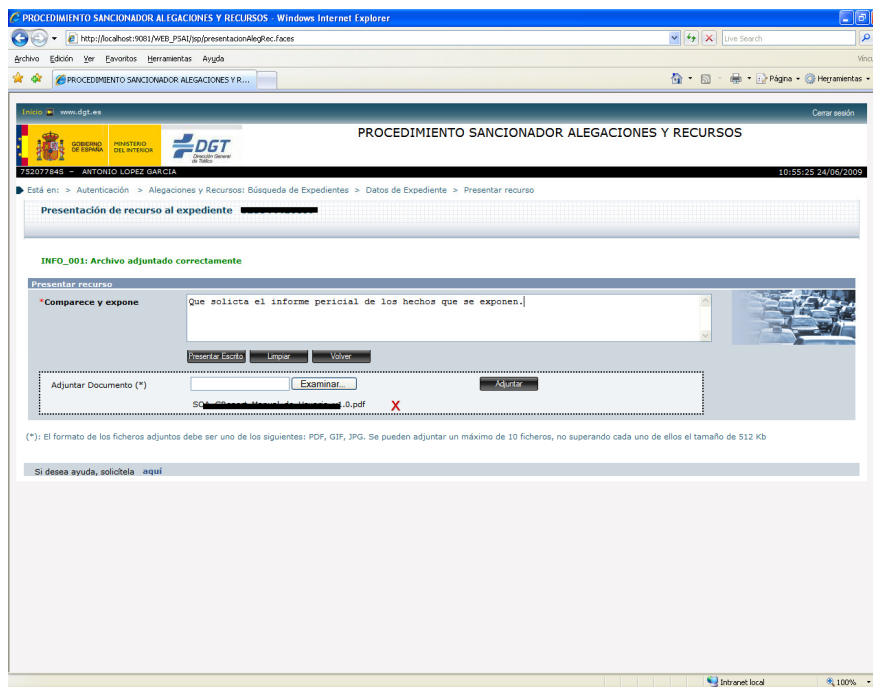 PROCEDIMIENTO SANCIONADOR ALEGACIONES Y RECURSOS - Windows Internet Explorer
http://localhost:9081/WEB_PSAI/jsp/presentacionAlegRec.faces
Live Search
Archivo Edición Ver Favoritos Herramientas Ayuda
Víncu
PROCEDIMIENTO SANCIONADOR ALEGACIONES Y R...
Página
Herramientas
Inicio www.dgt.es
Cerrar sesión
GOBIERNO DE ESPAÑA
MINISTERIO DEL INTERIOR
DGT
Dirección General de Tráfico
PROCEDIMIENTO SANCIONADOR ALEGACIONES Y RECURSOS
75207784S - ANTONIO LOPEZ GARCIA
10:55:25 24/06/2009
Está en: > Autenticación > Alegaciones y Recursos: Búsqueda de Expedientes > Datos de Expediente > Presentar recurso
Presentación de recurso al expediente
INFO_001: Archivo adjuntado correctamente
Presentar recurso
*Comparece y expone
Que solicta el informe pericial de los hechos que se exponen.
Presentar Escrito Limpiar Volver
Adjuntar Documento (*)
Examinar...
Adjuntar
.0.pdf
X
(*): El formato de los ficheros adjuntos debe ser uno de los siguientes: PDF, GIF, JPG. Se pueden adjuntar un máximo de 10 ficheros, no superando cada uno de ellos el tamaño de 512 Kb
Si desea ayuda, solicítela aquí
Intranet local
100%